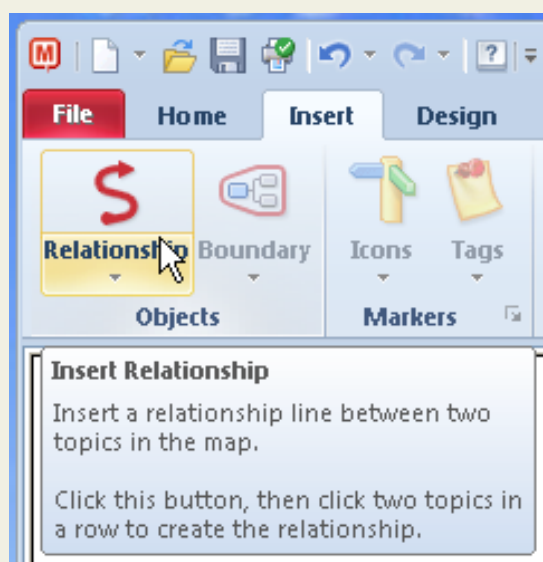 File Home Insert Design
Relationship Boundary Icons Tags
Objects Markers
Insert Relationship
Insert a relationship line between two
topics in the map.
Click this button, then click two topics in
a row to create the relationship.